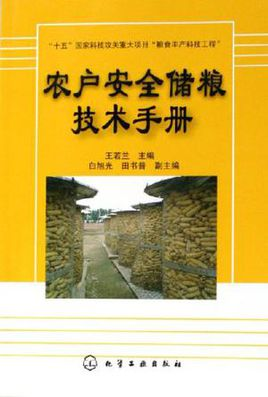 “十五”国家科技攻关重大项目“粮食丰产科技工程”
农户安全储粮
技术手册
王若兰 主编
白旭光 田书普 副主编
化学工业出版社